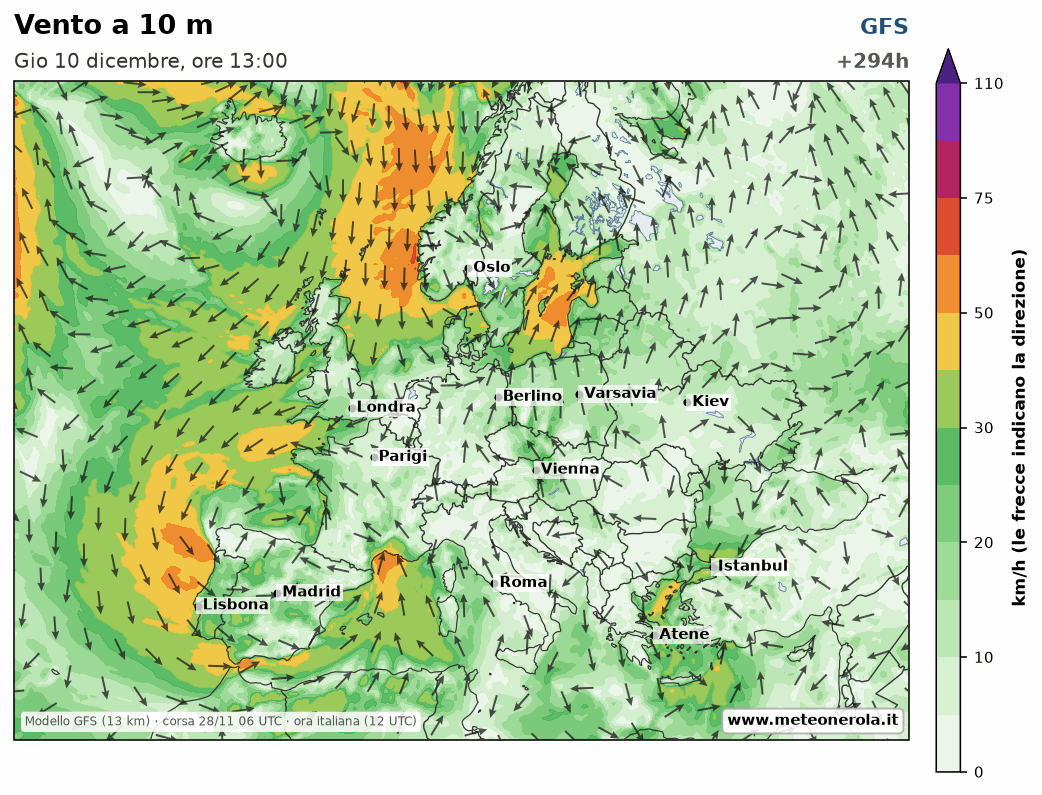 Vento a 10 m
GFS
Gio 10 dicembre, ore 13:00
+294h
Oslo
Londra
Berlino
Varsavia
Kiev
Parigi
Vienna
Istanbul
Roma
Madrid
Lisbona
Atene
Modello GFS (13 km) · corsa 28/11 06 UTC · ora italiana (12 UTC)
www.meteonerola.it
110
75
50
30
20
10
0
km/h (le frecce indicano la direzione)